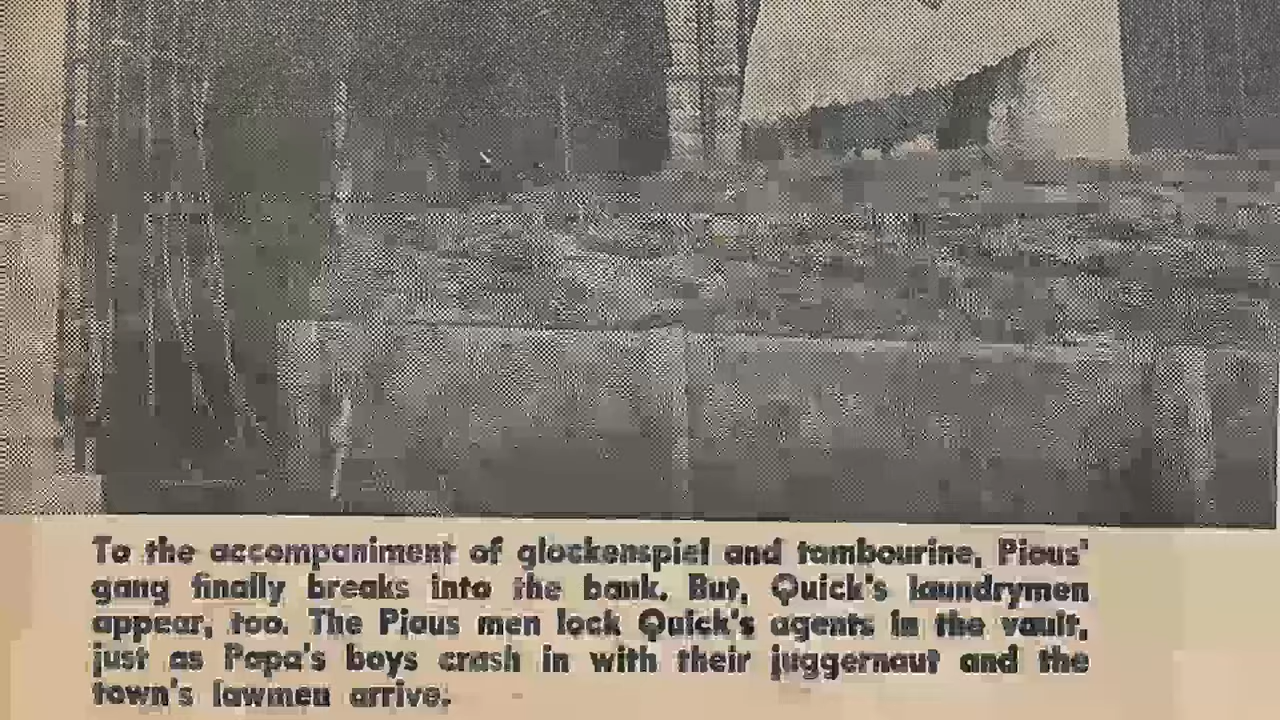 To the accompaniment of glockenspiel and tambourine, Pious'
gang finally breaks into the bank. But, Quick's laundrymen
appear, too. The Pious men lock Quick's agents in the vault,
just as Papa's boys crash in with their juggernaut and the
town's lawmen arrive.